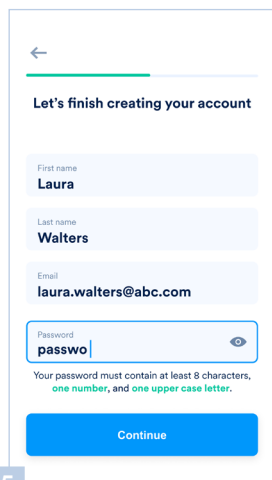 Let's finish creating your account
First name
Laura
Last name
Walters
Email
laura.walters@abc.com
Password
passwo
Your password must contain at least 8 characters,
one number, and one upper case letter.
Continue
5